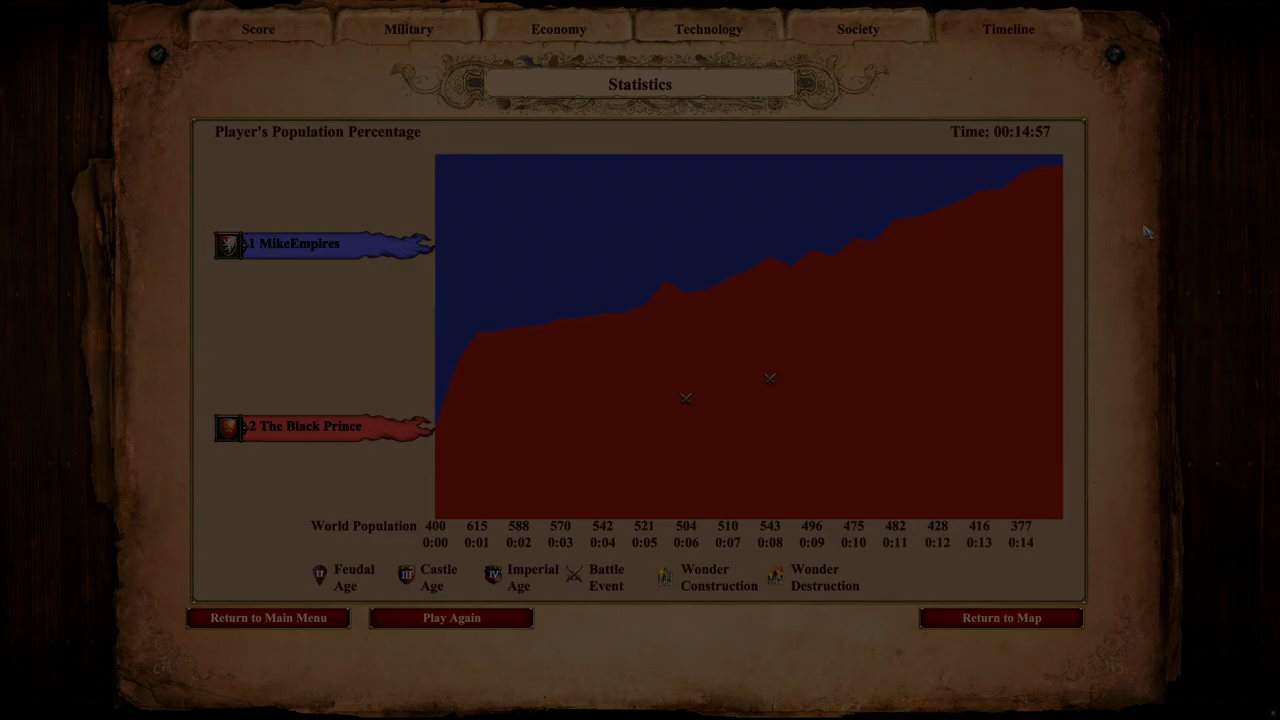 Score Military Economy Technology Society Timeline
Statistics
Player's Population Percentage Time: 00:14:57
1 MikeEmpires
2 The Black Prince
World Population 400 615 588 570 542 521 504 510 543 496 475 482 428 416 377
0:00 0:01 0:02 0:03 0:04 0:05 0:06 0:07 0:08 0:09 0:10 0:11 0:12 0:13 0:14
II Feudal Age
III Castle Age
IV Imperial Age
Battle Event
Wonder Construction
Wonder Destruction
Return to Main Menu Play Again Return to Map